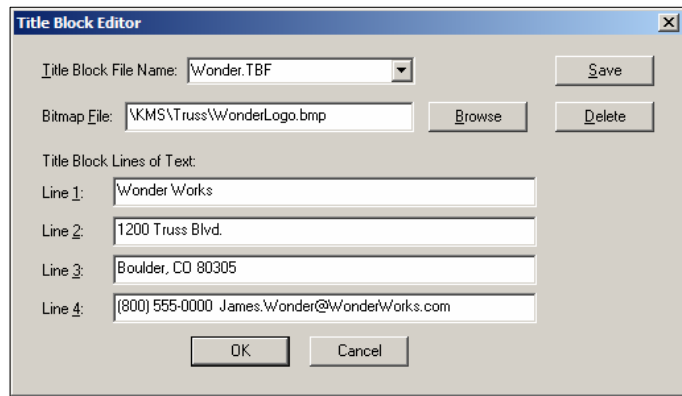 Title Block Editor
Title Block File Name: Wonder.TBF Save
Bitmap File: \KMS\Truss\WonderLogo.bmp Browse Delete
Title Block Lines of Text:
Line 1: Wonder Works
Line 2: 1200 Truss Blvd.
Line 3: Boulder, CO 80305
Line 4: (800) 555-0000 James.Wonder@WonderWorks.com
OK Cancel